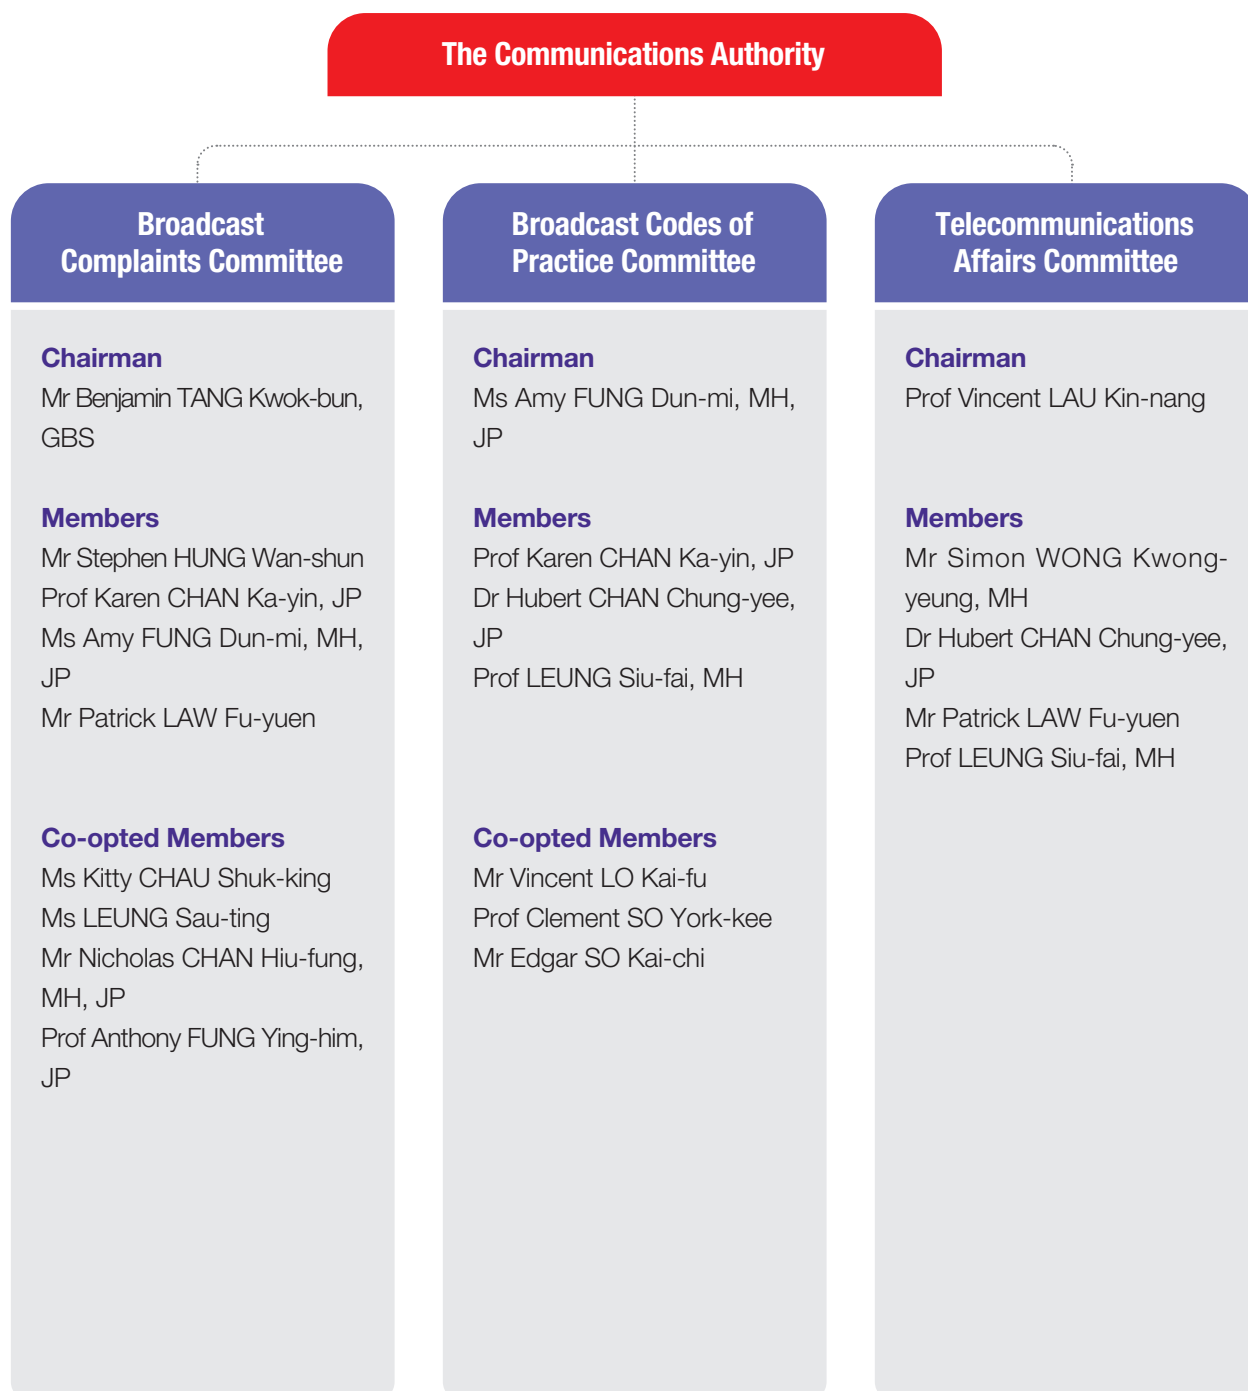 The Communications Authority
Broadcast
Complaints Committee
Chairman
Mr Benjamin TANG Kwok-bun,
GBS
Members
Mr Stephen HUNG Wan-shun
Prof Karen CHAN Ka-yin, JP
Ms Amy FUNG Dun-mi, MH,
JP
Mr Patrick LAW Fu-yuen
Co-opted Members
Ms Kitty CHAU Shuk-king
Ms LEUNG Sau-ting
Mr Nicholas CHAN Hiu-fung,
MH, JP
Prof Anthony FUNG Ying-him,
JP
Broadcast Codes of
Practice Committee
Chairman
Ms Amy FUNG Dun-mi, MH,
JP
Members
Prof Karen CHAN Ka-yin, JP
Dr Hubert CHAN Chung-yee,
JP
Prof LEUNG Siu-fai, MH
Co-opted Members
Mr Vincent LO Kai-fu
Prof Clement SO York-kee
Mr Edgar SO Kai-chi
Telecommunications
Affairs Committee
Chairman
Prof Vincent LAU Kin-nang
Members
Mr Simon WONG Kwong-
yeung, MH
Dr Hubert CHAN Chung-yee,
JP
Mr Patrick LAW Fu-yuen
Prof LEUNG Siu-fai, MH